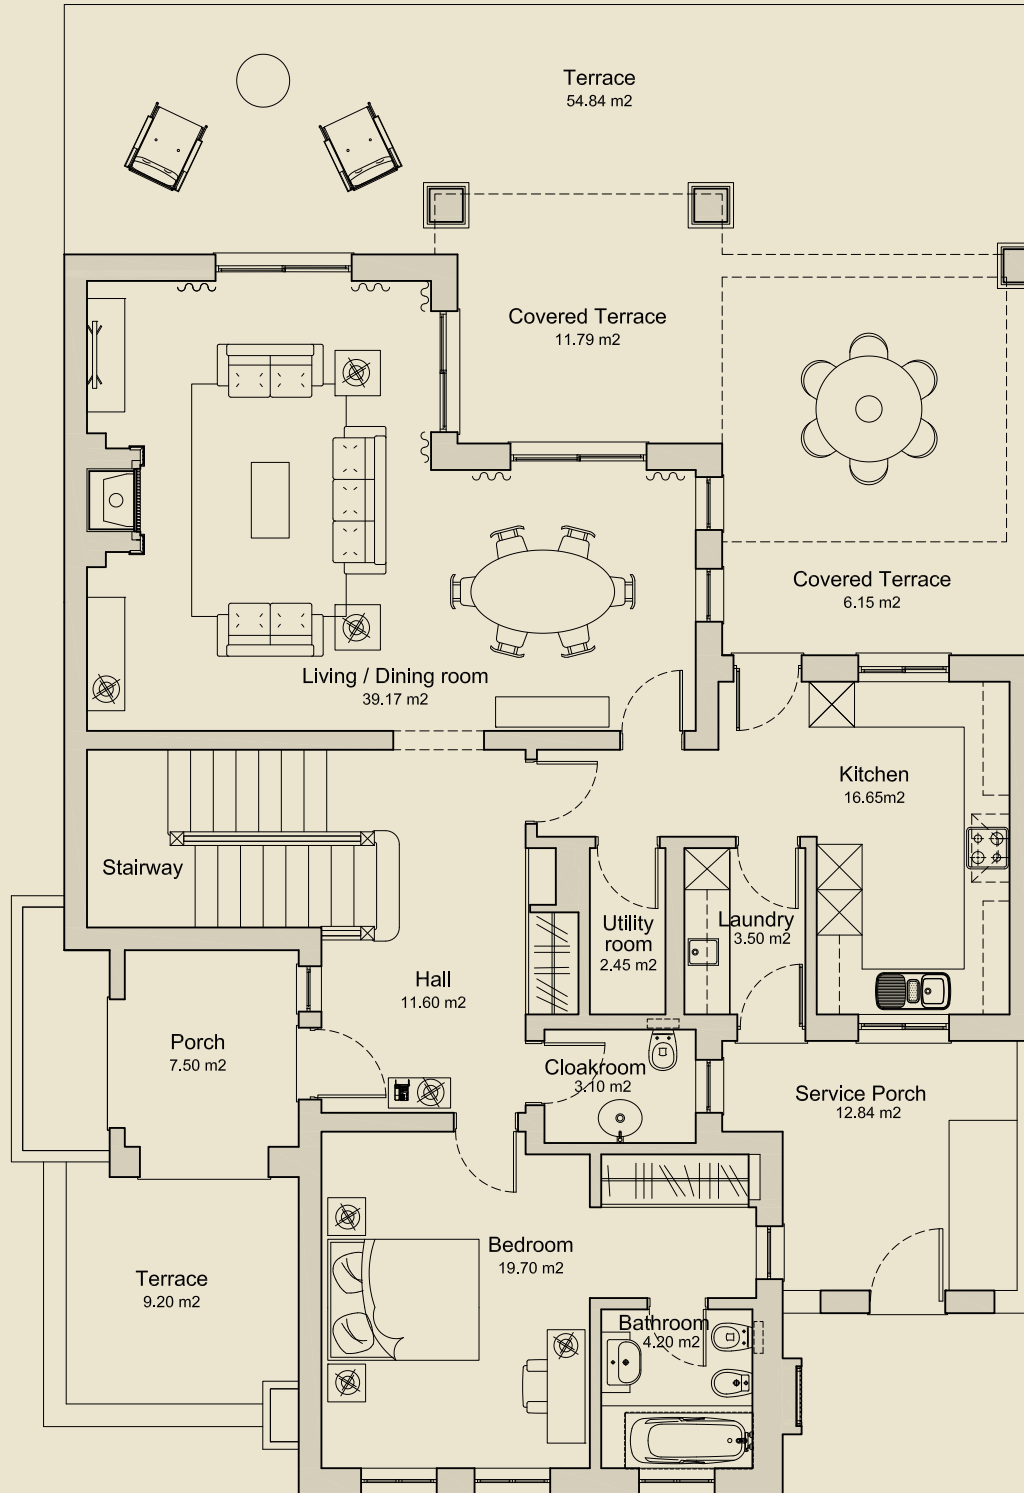 Terrace
54.84 m2
Covered Terrace
11.79 m2
Covered Terrace
6.15 m2
Living / Dining room
39.17 m2
Kitchen
16.65m2
Stairway
Utility
room
2.45 m2
Laundry
3.50 m2
Hall
11.60 m2
Porch
7.50 m2
Cloakroom
3.10 m2
Service Porch
12.84 m2
Bedroom
19.70 m2
Terrace
9.20 m2
Bathroom
4.20 m2